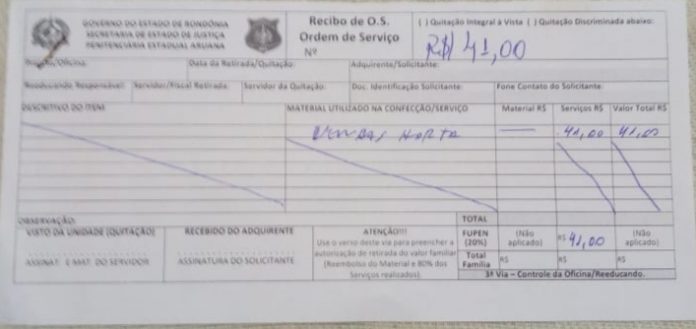 GOVERNO DO ESTADO DE RONDÔNIA
SECRETARIA DE ESTADO DE JUSTIÇA
PENITENCIÁRIA ESTADUAL ARUANA
Recibo de O.S.
Ordem de Serviço
Nº
( ) Quitação Integral à Vista ( ) Quitação Discriminada abaixo:
R$ 41,00
Data da Retirada/Quitação:
Adquirente/Solicitante:
Reeducando Responsável:
Servidor/Fiscal Retirada:
Servidor da Quitação:
Doc. Identificação Solicitante:
Fone Contato do Solicitante:
DESCRITIVO DO ITEM
MATERIAL UTILIZADO NA CONFECÇÃO/SERVIÇO
Material R$
Serviços R$
Valor Total R$
VENDAS HORTA
41,00
41,00
OBSERVAÇÃO:
TOTAL
VISTO DA UNIDADE (QUITAÇÃO)
RECEBIDO DO ADQUIRENTE
ATENÇÃO!!!
FUPEN (20%)
(Não aplicado)
R$ 41,00
(Não aplicado)
Use o verso deste via para preencher a
autorização de retirada do valor familiar
(Reembolso do Material e 80% dos
Serviços realizados).
ASSINAT. E MAT. DO SERVIDOR
ASSINATURA DO SOLICITANTE
Total Família
R$
R$
R$
3ª Via – Controle da Oficina/Reeducando.